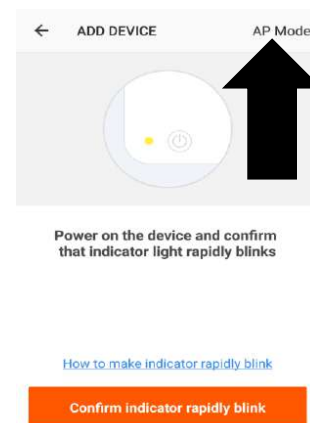 ← ADD DEVICE AP Mode
Power on the device and confirm
that indicator light rapidly blinks
How to make indicator rapidly blink
Confirm indicator rapidly blink